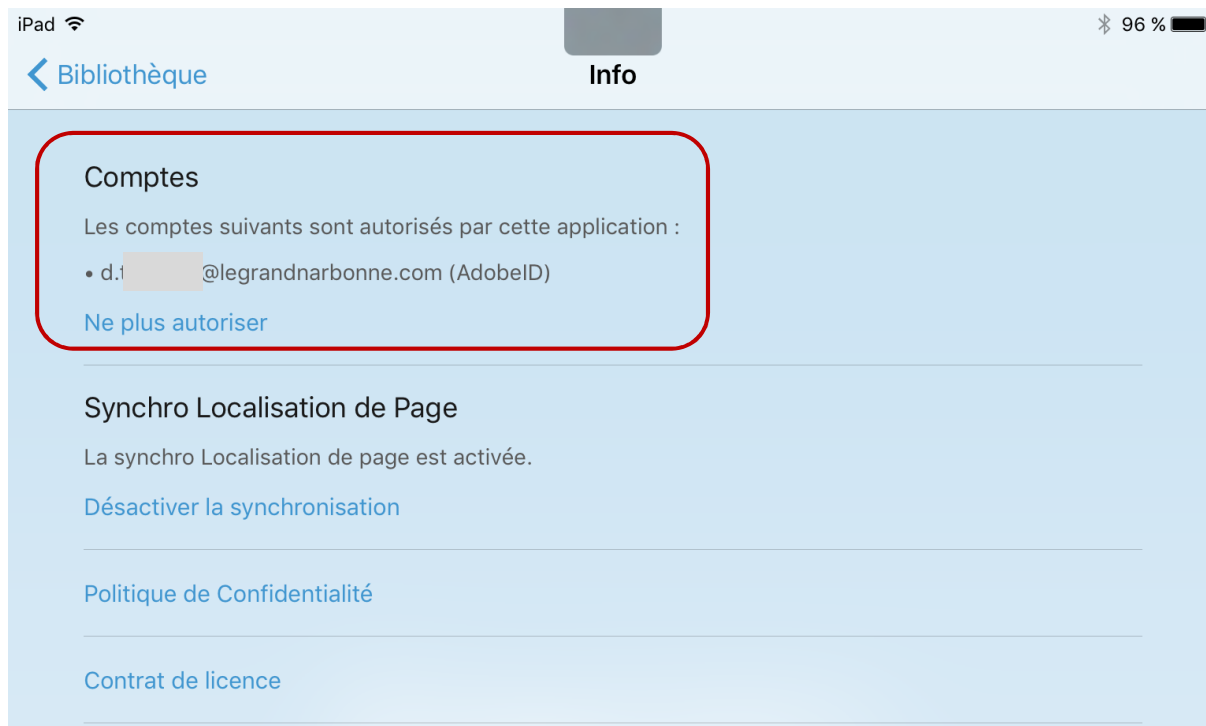 iPad 96 %
Bibliothèque Info
Comptes
Les comptes suivants sont autorisés par cette application :
• d. @legrandnarbonne.com (AdobeID)
Ne plus autoriser
Synchro Localisation de Page
La synchro Localisation de page est activée.
Désactiver la synchronisation
Politique de Confidentialité
Contrat de licence